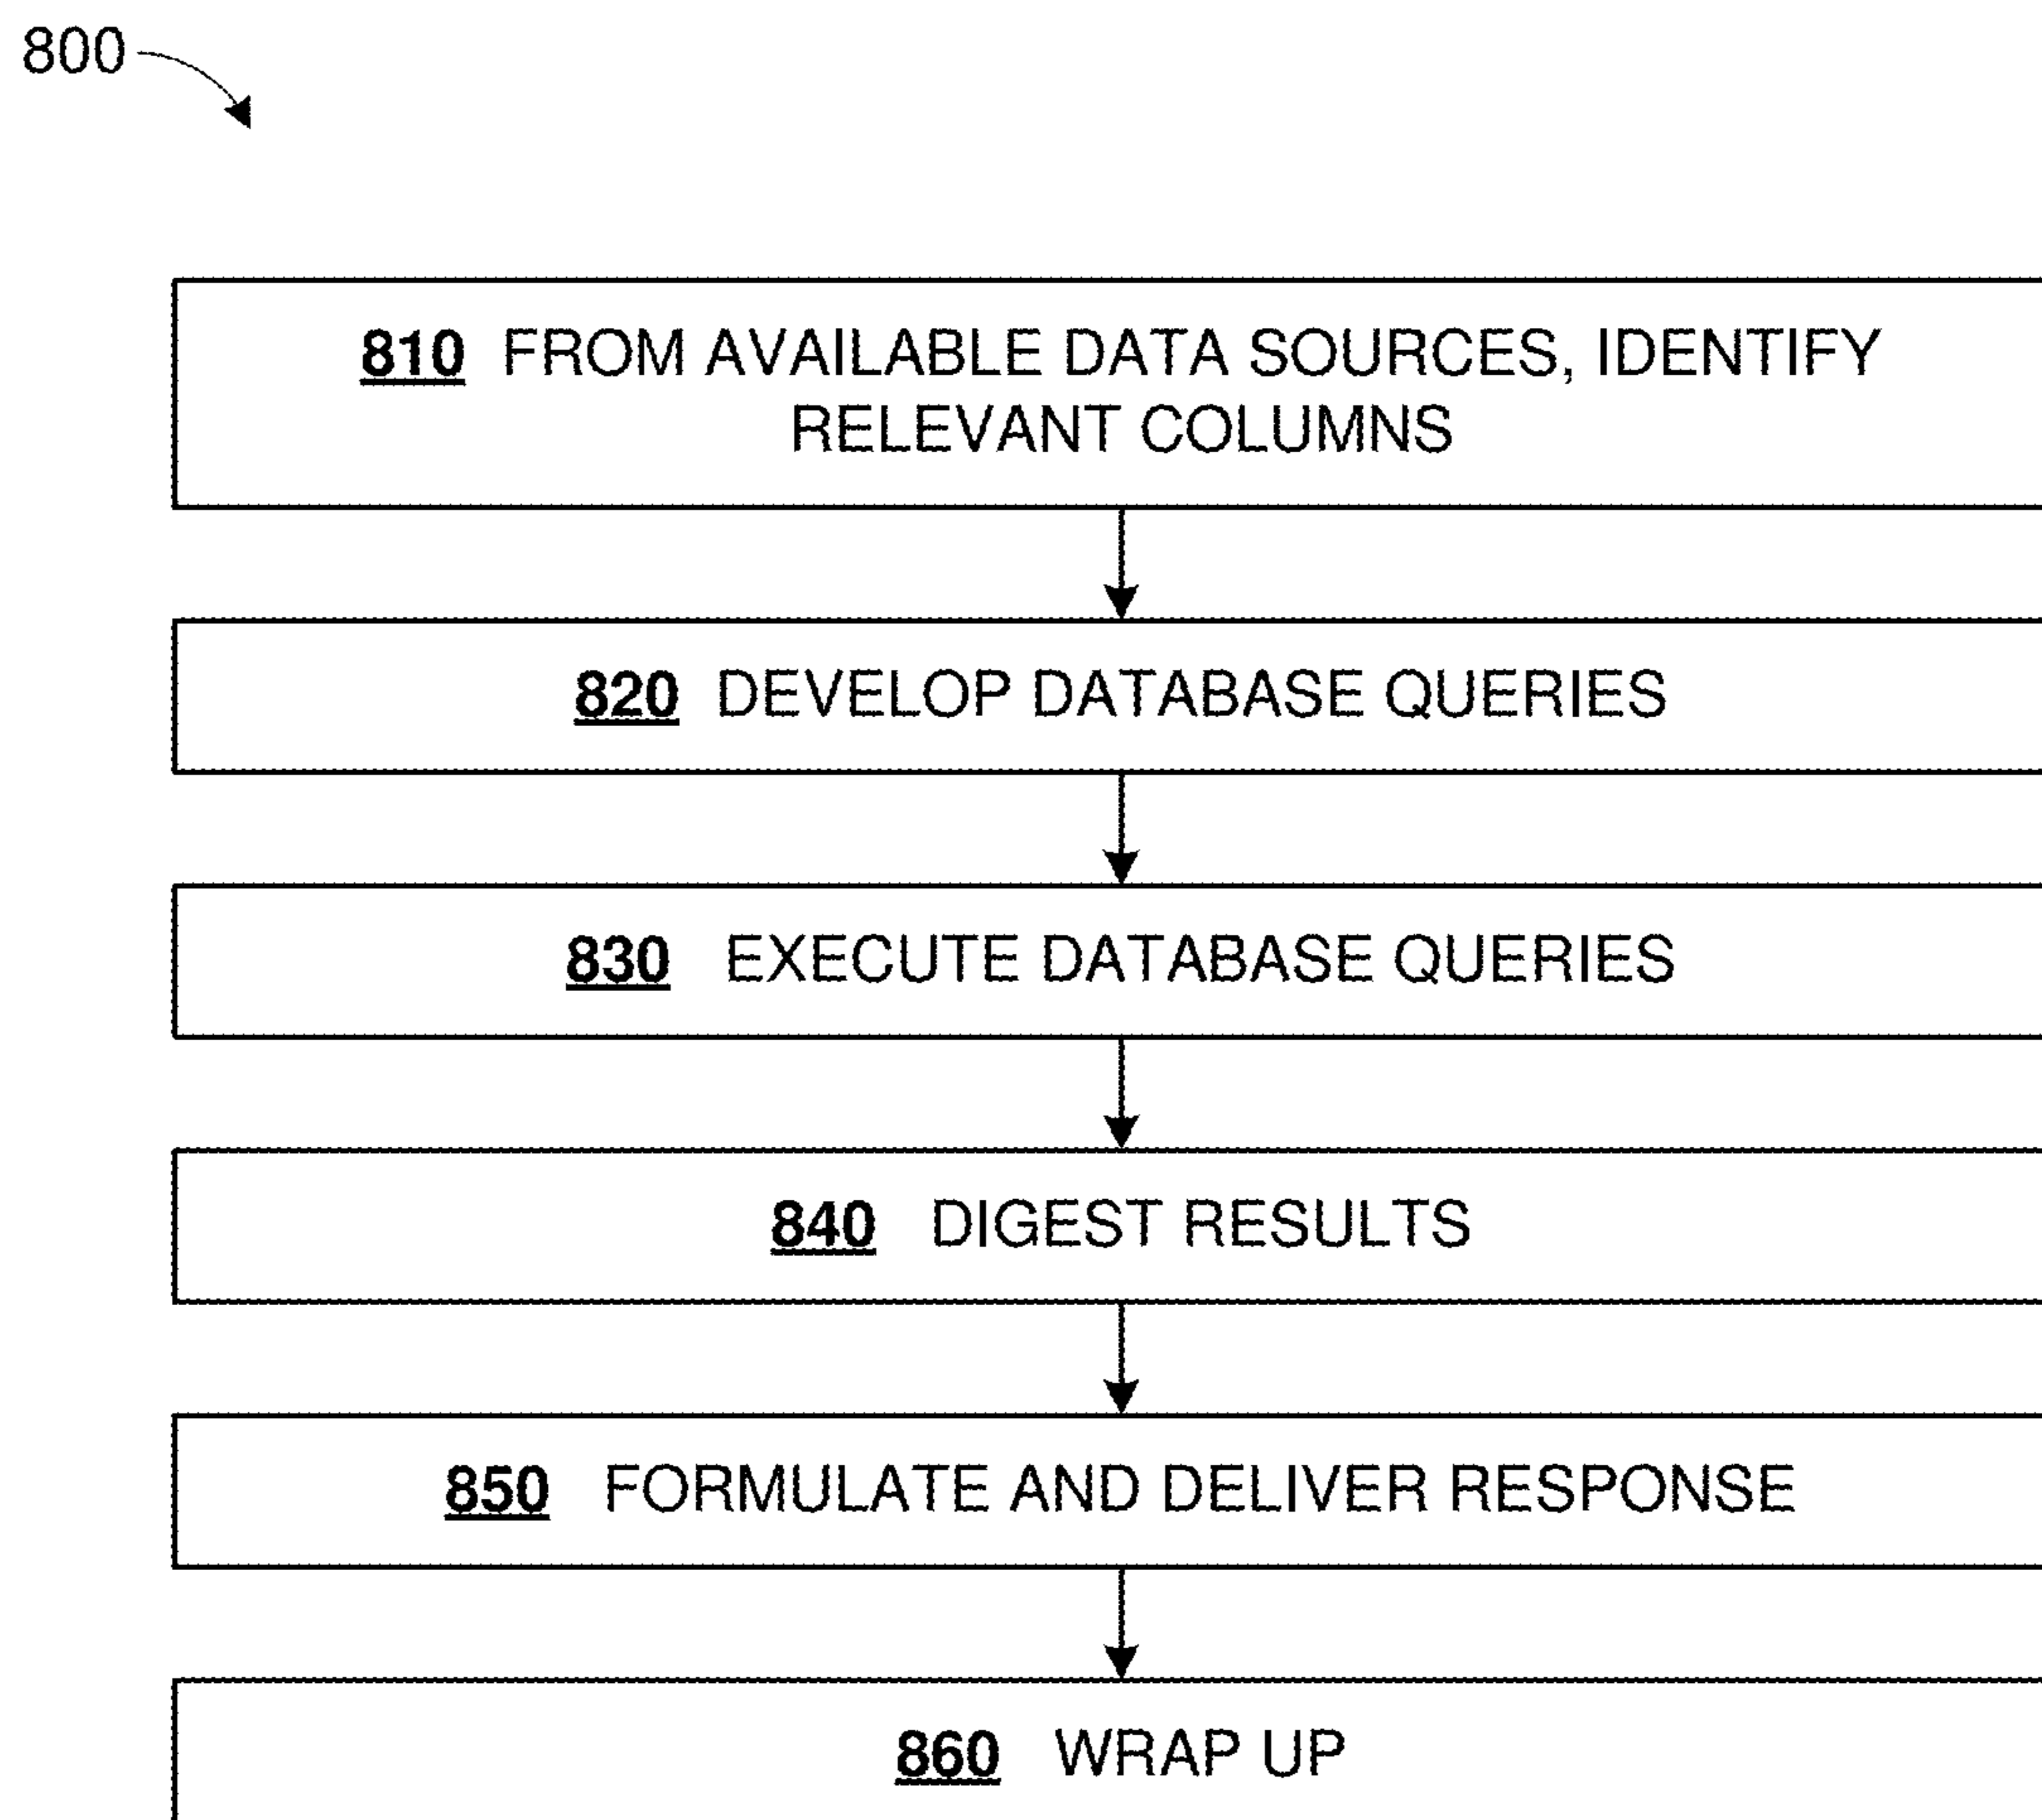 800
810 FROM AVAILABLE DATA SOURCES, IDENTIFY
RELEVANT COLUMNS
820 DEVELOP DATABASE QUERIES
830 EXECUTE DATABASE QUERIES
840 DIGEST RESULTS
850 FORMULATE AND DELIVER RESPONSE
860 WRAP UP